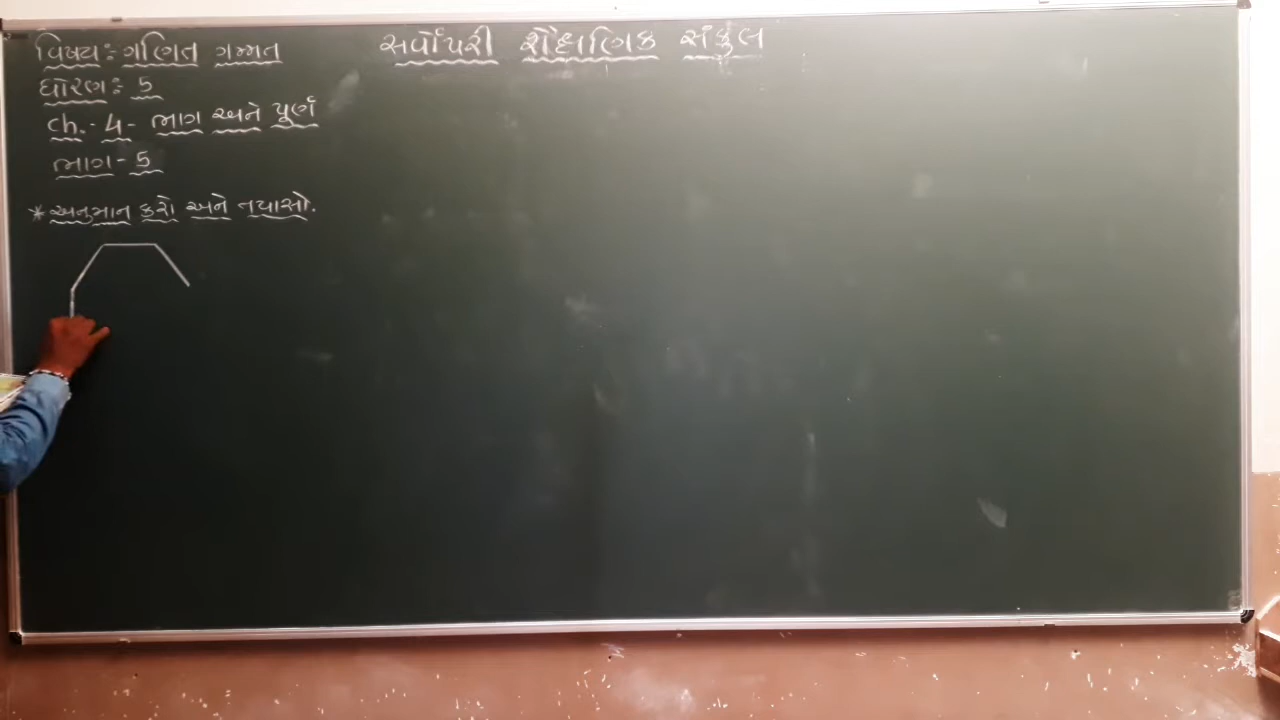 વિષય :- ગણિત ગમ્મત
સર્વોપરી શૈક્ષણિક સંકુલ
ધોરણ :- 5
Ch. - 4 - ભાગ અને પૂર્ણ
ભાગ - 5
* અનુમાન કરો અને તપાસો.